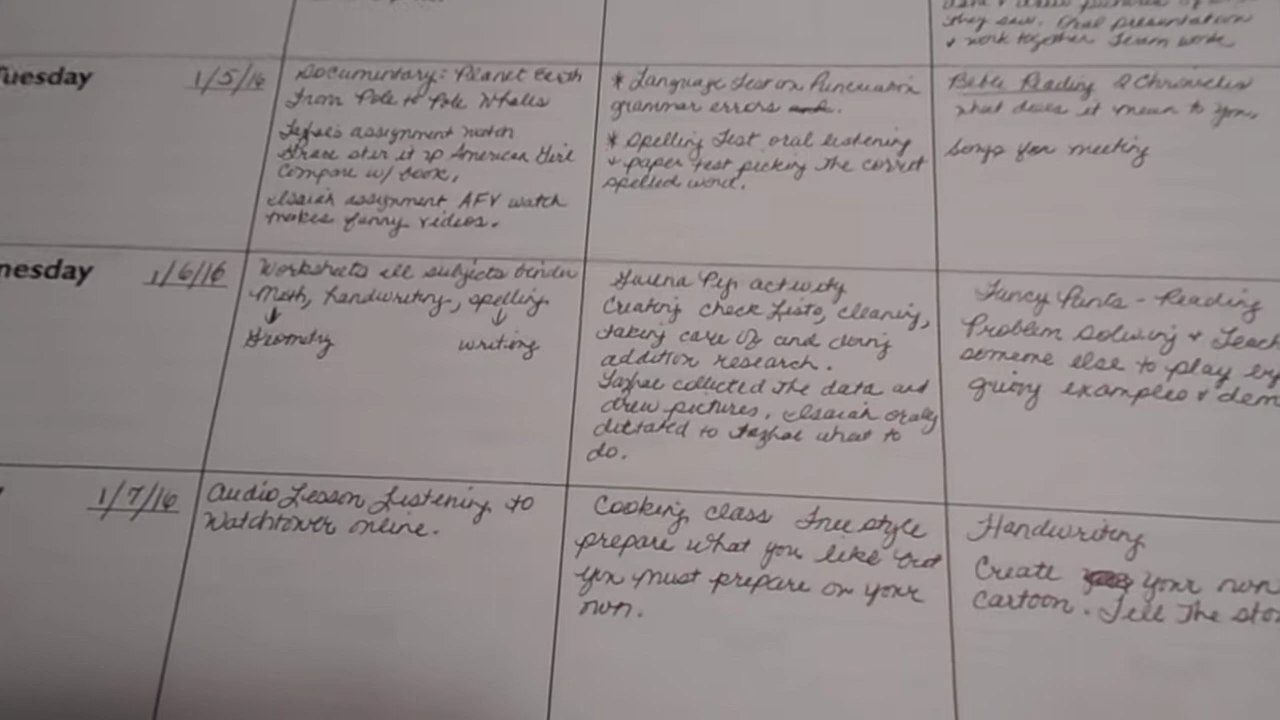 they saw. Oral presentation
& work together Team work
Tuesday 1/5/16
Documentary: Planet Earth
from Pole to Pole Whales
assignment watch
stir it up American Girl
Compare w/ book.
Isaiah assignment AFV watch
makes funny videos.
* Language Test on Punctuation
grammar errors
* Spelling Test oral listening
& paper test picking the correct
spelled word.
Bible Reading 2 Chronicles
what does it mean to you,
Songs for meeting
nesday 1/6/16
Worksheets all subjects
Math, handwriting, spelling
writing
activity
Creating check lists, cleaning,
taking care of and doing
addition research.
collected the data and
drew pictures. Isaiah orally
dictated to what to
do.
Fancy Pants - Reading
Problem solving & Teach
someone else to play
giving examples & dem
1/7/16
Audio Lesson Listening to
Watchtower online.
Cooking class Free style
prepare what you like but
you must prepare on your
own.
Handwriting
Create your own
cartoon. Tell the sto